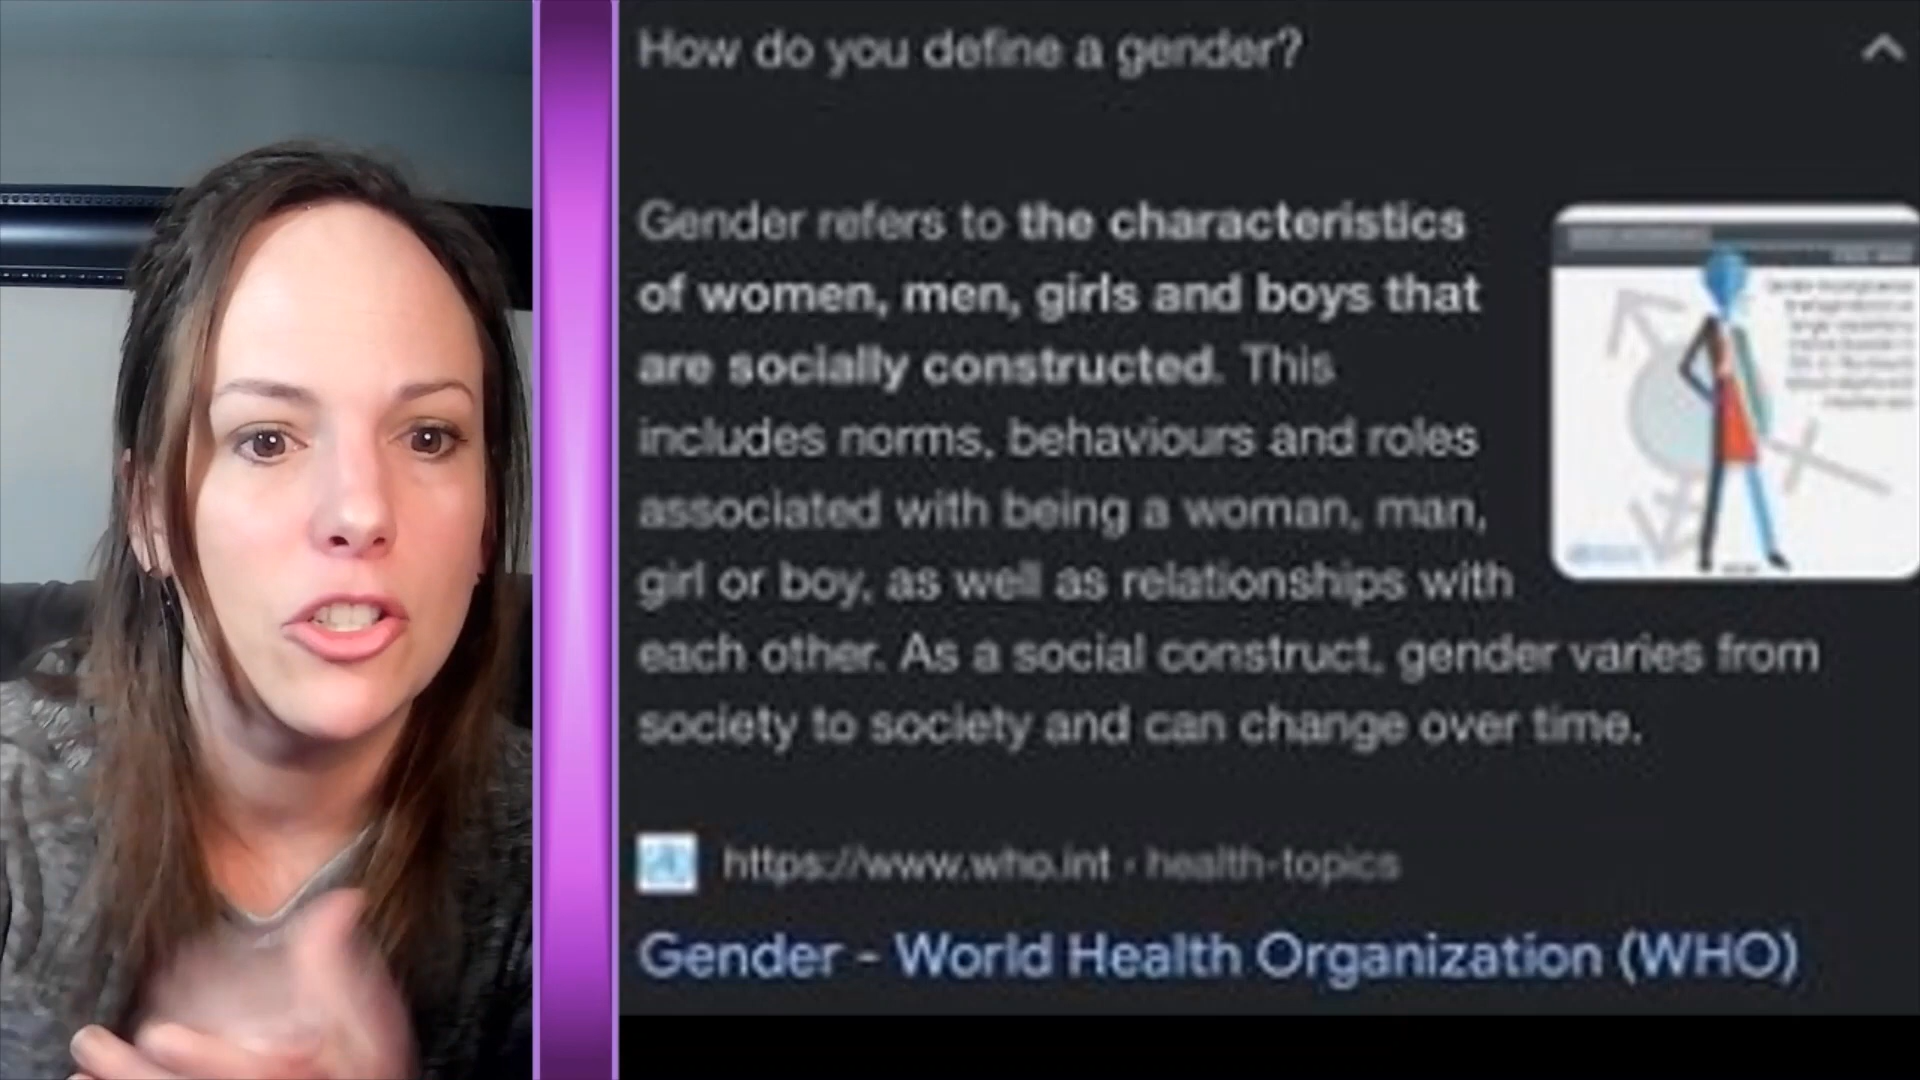 How do you define a gender?
Gender refers to the characteristics
of women, men, girls and boys that
are socially constructed. This
includes norms, behaviours and roles
associated with being a woman, man,
girl or boy, as well as relationships with
each other. As a social construct, gender varies from
society to society and can change over time.
https://www.who.int › health-topics
Gender - World Health Organization (WHO)